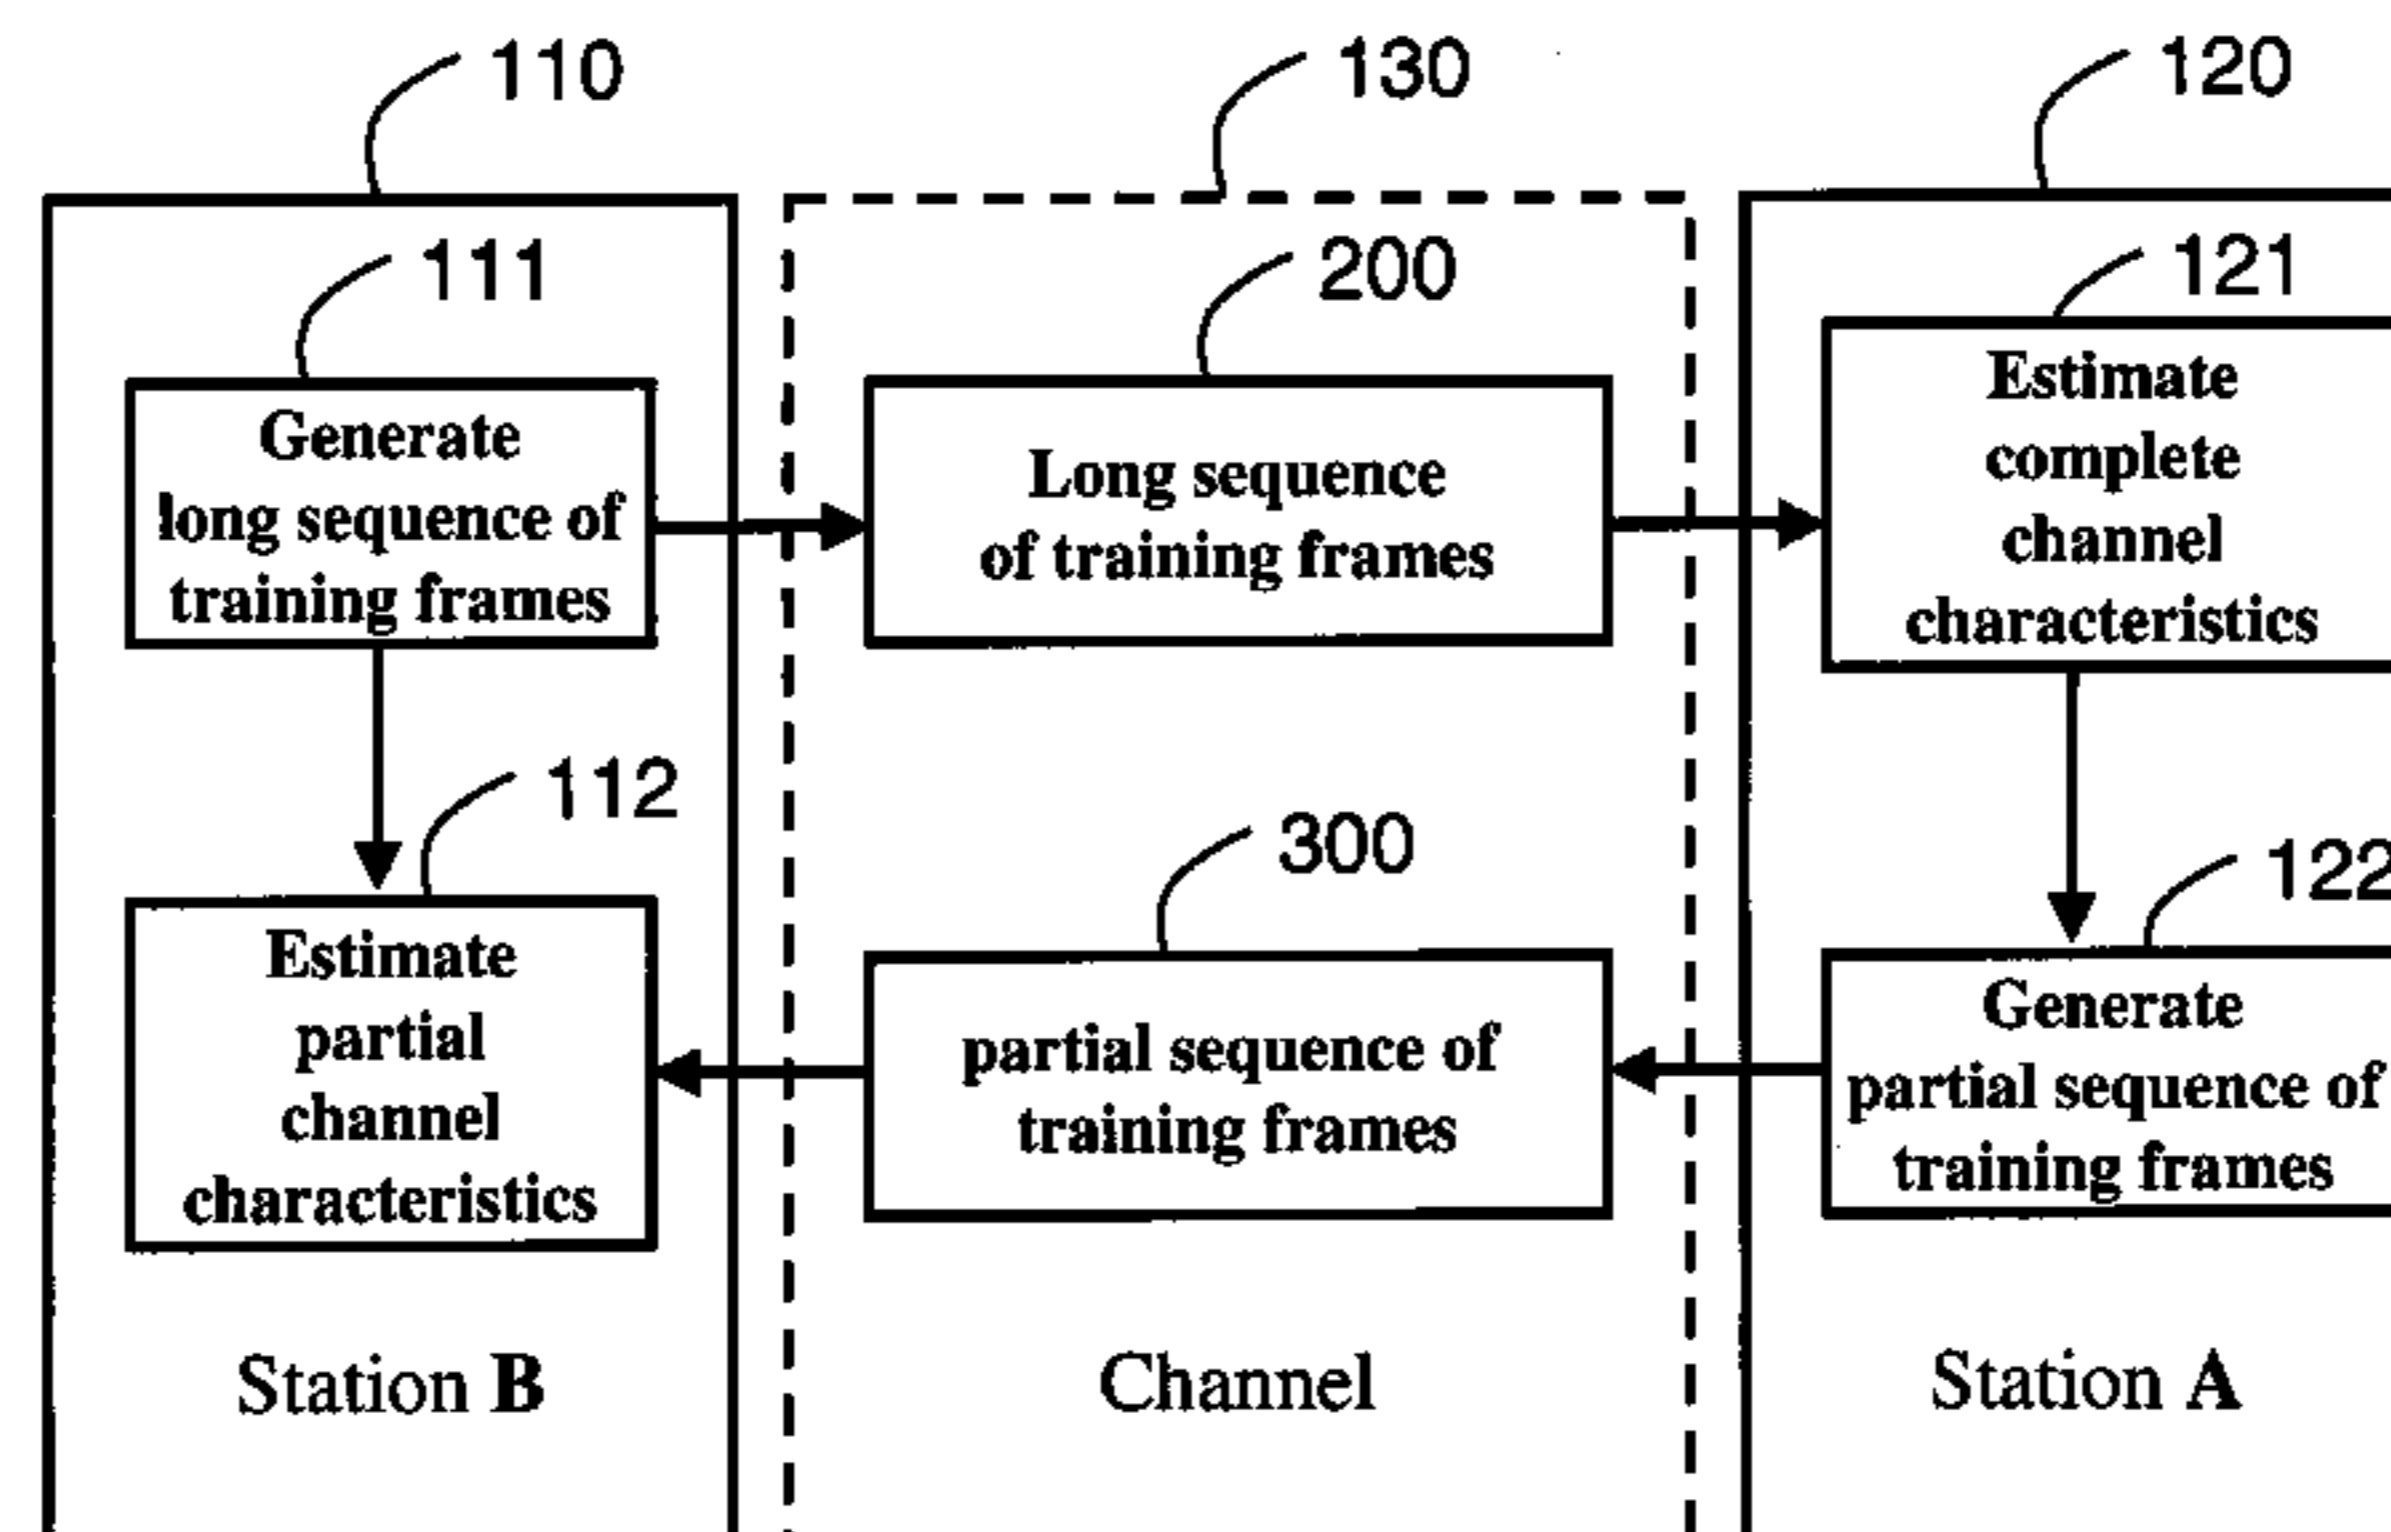 110
130
120
111
200
121
Generate
long sequence of
training frames
Long sequence
of training frames
Estimate
complete
channel
characteristics
112
300
122
Estimate
partial
channel
characteristics
partial sequence of
training frames
Generate
partial sequence of
training frames
Station B
Channel
Station A